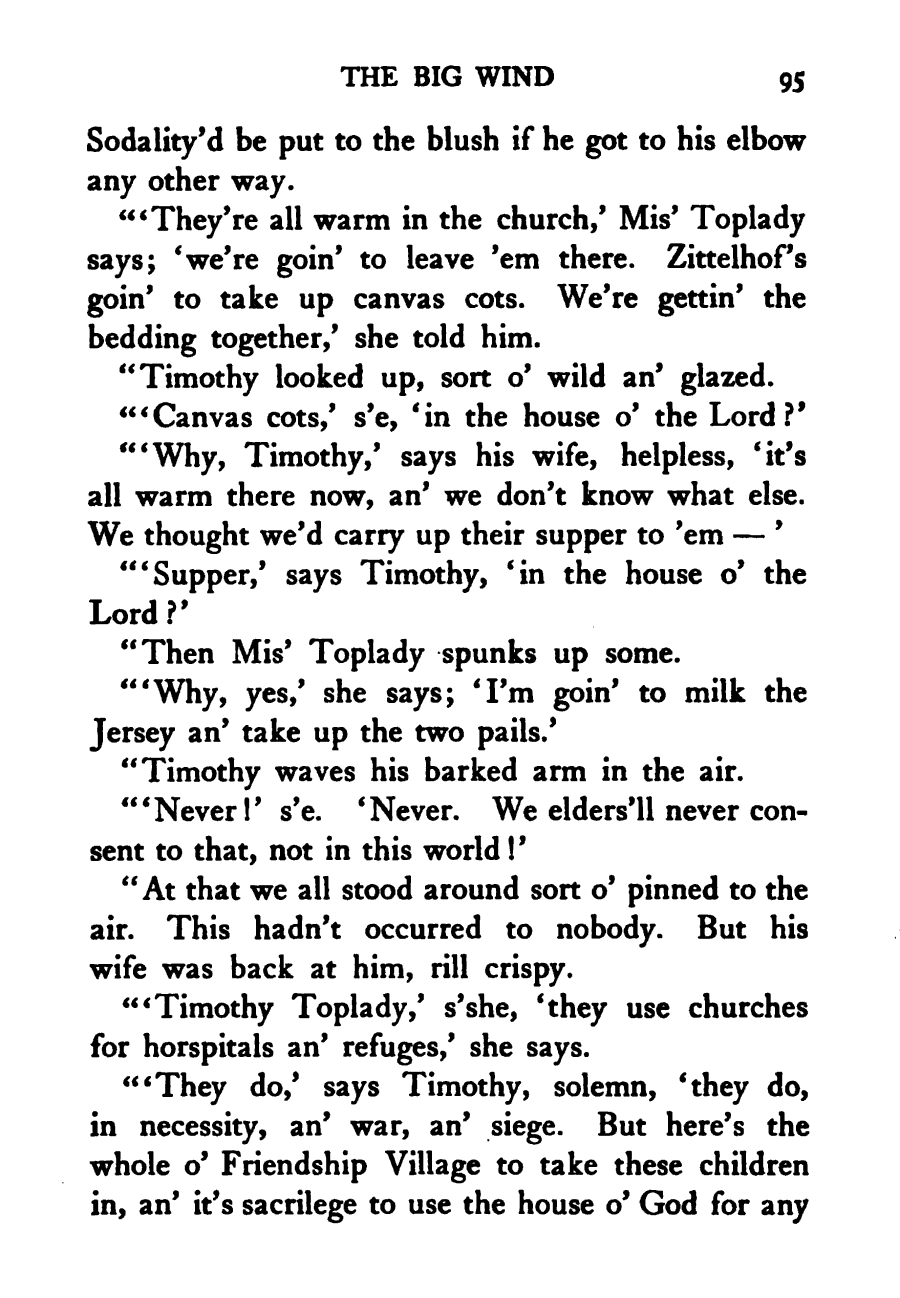 THE BIG WIND 95
Sodality'd be put to the blush if he got to his elbow
any other way.
"'They're all warm in the church,' Mis' Toplady
says; 'we're goin' to leave 'em there. Zittelhof's
goin' to take up canvas cots. We're gettin' the
bedding together,' she told him.
"Timothy looked up, sort o' wild an' glazed.
"'Canvas cots,' s'e, 'in the house o' the Lord?'
"'Why, Timothy,' says his wife, helpless, 'it's
all warm there now, an' we don't know what else.
We thought we'd carry up their supper to 'em — '
"'Supper,' says Timothy, 'in the house o' the
Lord?'
"Then Mis' Toplady spunks up some.
"'Why, yes,' she says; 'I'm goin' to milk the
Jersey an' take up the two pails.'
"Timothy waves his barked arm in the air.
"'Never!' s'e. 'Never. We elders'll never con-
sent to that, not in this world!'
"At that we all stood around sort o' pinned to the
air. This hadn't occurred to nobody. But his
wife was back at him, rill crispy.
"'Timothy Toplady,' s'she, 'they use churches
for horspitals an' refuges,' she says.
"'They do,' says Timothy, solemn, 'they do,
in necessity, an' war, an' siege. But here's the
whole o' Friendship Village to take these children
in, an' it's sacrilege to use the house o' God for any